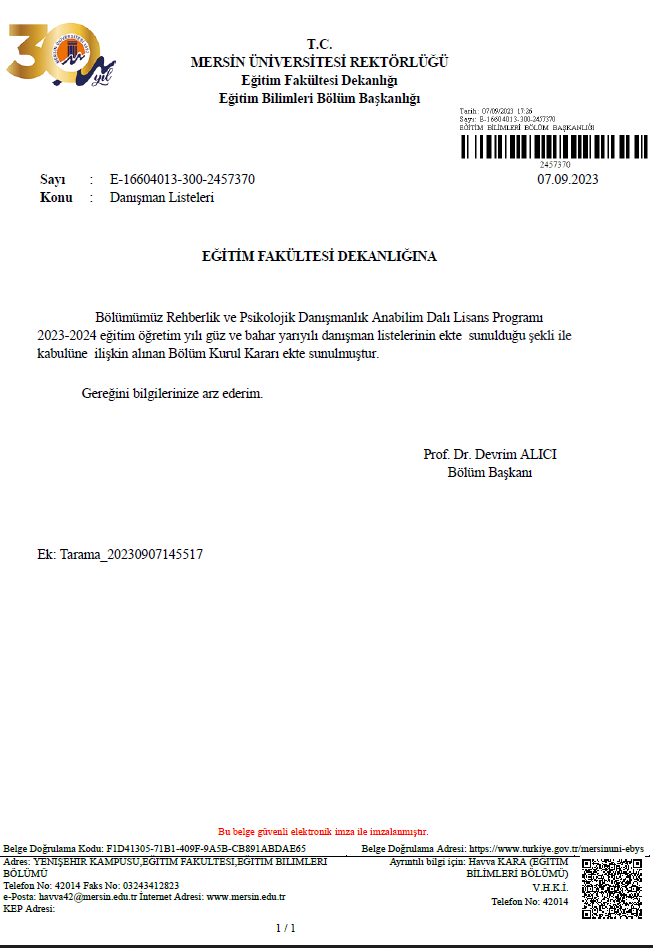 30
yıl
T.C.
MERSİN ÜNİVERSİTESİ REKTÖRLÜĞÜ
Eğitim Fakültesi Dekanlığı
Eğitim Bilimleri Bölüm Başkanlığı
Tarih: 07/09/2023 17:26
Sayı: E-16604013-300-2457370
EĞİTİM BİLİMLERİ BÖLÜM BAŞKANLIĞI
2457370
Sayı : E-16604013-300-2457370 07.09.2023
Konu : Danışman Listeleri
EĞİTİM FAKÜLTESİ DEKANLIĞINA
Bölümümüz Rehberlik ve Psikolojik Danışmanlık Anabilim Dalı Lisans Programı
2023-2024 eğitim öğretim yılı güz ve bahar yarıyılı danışman listelerinin ekte sunulduğu şekli ile
kabulüne ilişkin alınan Bölüm Kurul Kararı ekte sunulmuştur.
Gereğini bilgilerinize arz ederim.
Prof. Dr. Devrim ALICI
Bölüm Başkanı
Ek: Tarama_20230907145517
Bu belge güvenli elektronik imza ile imzalanmıştır.
Belge Doğrulama Kodu: F1D41305-71B1-409F-9A5B-CB891ABDAE65 Belge Doğrulama Adresi: https://www.turkiye.gov.tr/mersinuni-ebys
Adres: YENİŞEHİR KAMPUSU,EĞİTİM FAKÜLTESİ,EĞİTİM BİLİMLERİ
BÖLÜMÜ
Telefon No: 42014 Faks No: 03243412823
e-Posta: havva42@mersin.edu.tr İnternet Adresi: www.mersin.edu.tr
KEP Adresi:
Ayrıntılı bilgi için: Havva KARA (EĞİTİM
BİLİMLERİ BÖLÜMÜ)
V.H.K.İ.
Telefon No: 42014
1 / 1